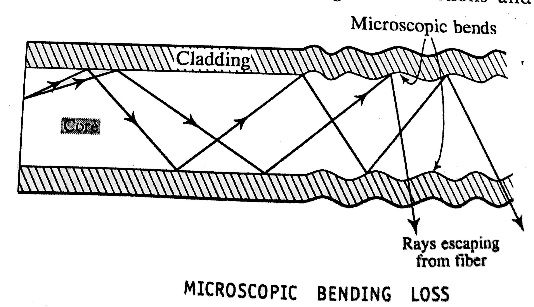 Microscopic bends
Cladding
Core
Rays escaping
from fiber
MICROSCOPIC BENDING LOSS